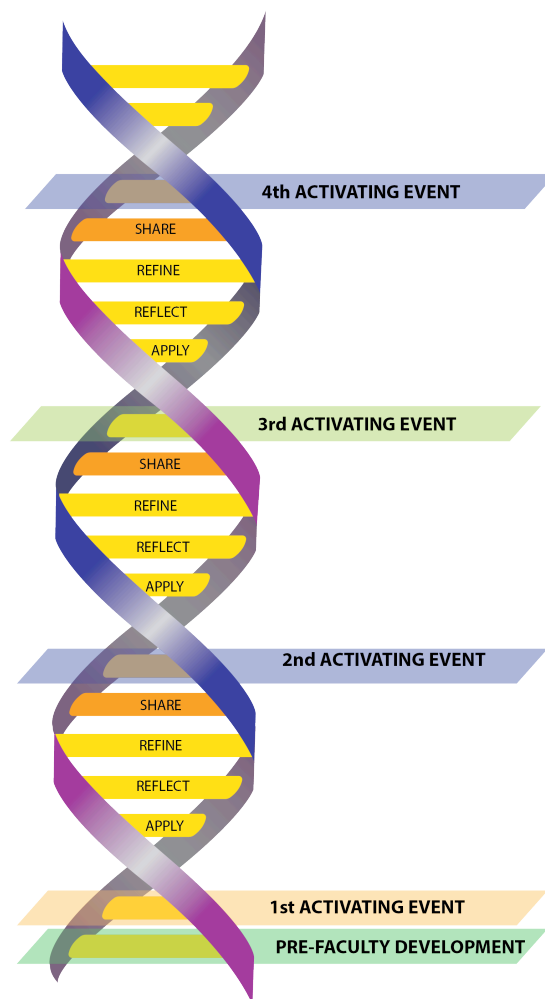 4th ACTIVATING EVENT
SHARE
REFINE
REFLECT
APPLY
3rd ACTIVATING EVENT
SHARE
REFINE
REFLECT
APPLY
2nd ACTIVATING EVENT
SHARE
REFINE
REFLECT
APPLY
1st ACTIVATING EVENT
PRE-FACULTY DEVELOPMENT